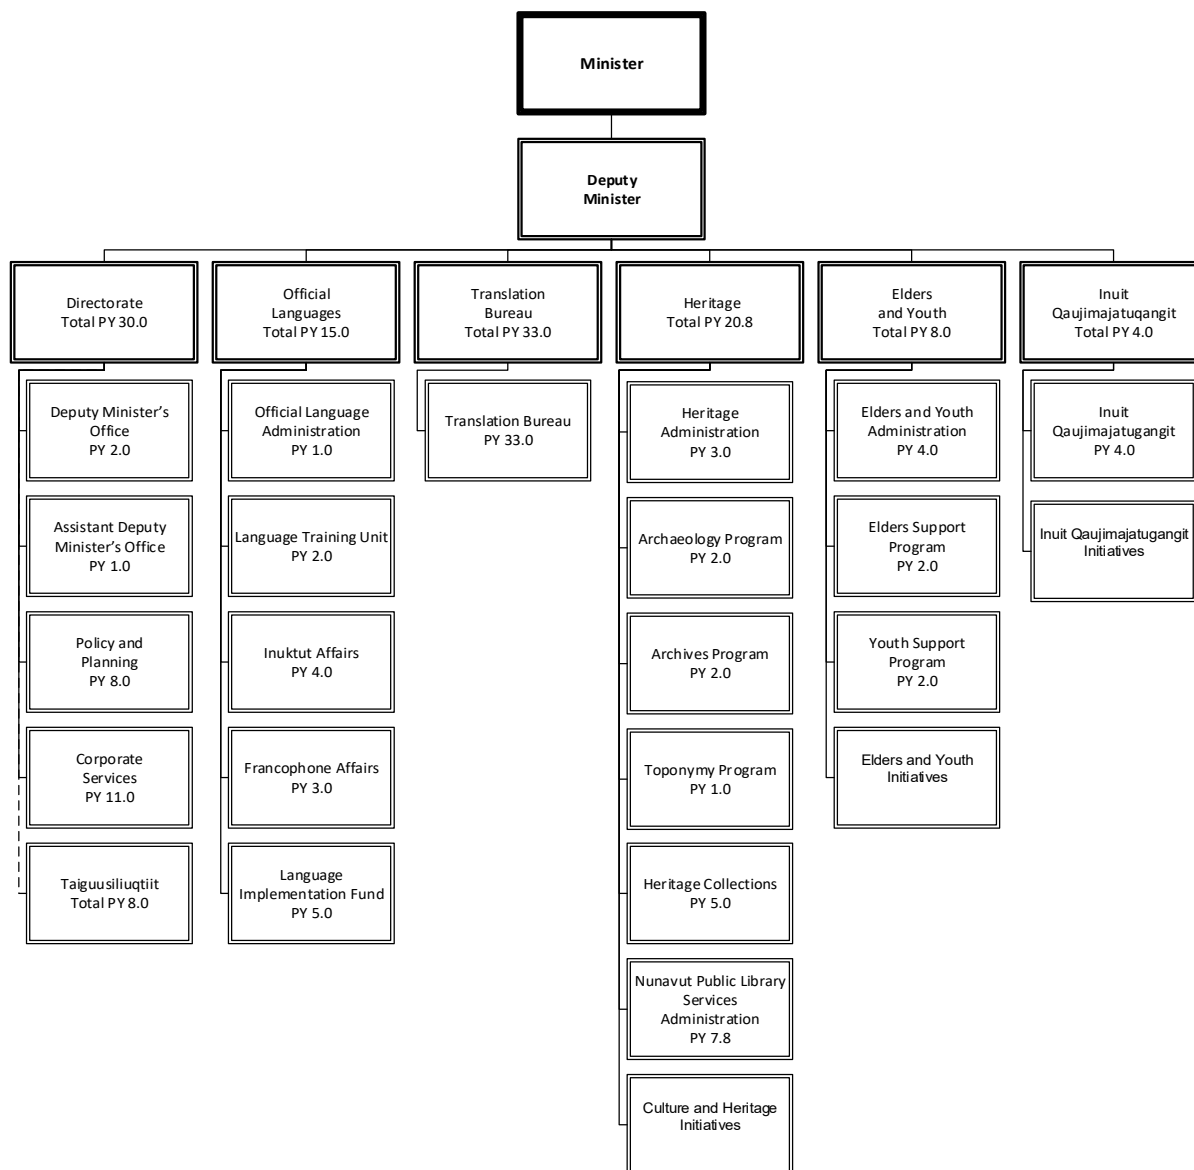 Minister
Deputy
Minister
Directorate
Total PY 30.0
Official
Languages
Total PY 15.0
Translation
Bureau
Total PY 33.0
Heritage
Total PY 20.8
Elders
and Youth
Total PY 8.0
Inuit
Qaujimajatuqangit
Total PY 4.0
Deputy Minister's
Office
PY 2.0
Assistant Deputy
Minister's Office
PY 1.0
Policy and
Planning
PY 8.0
Corporate
Services
PY 11.0
Taiguusiliuqtiit
Total PY 8.0
Official Language
Administration
PY 1.0
Language Training Unit
PY 2.0
Inuktut Affairs
PY 4.0
Francophone Affairs
PY 3.0
Language
Implementation Fund
PY 5.0
Translation Bureau
PY 33.0
Heritage
Administration
PY 3.0
Archaeology Program
PY 2.0
Archives Program
PY 2.0
Toponymy Program
PY 1.0
Heritage Collections
PY 5.0
Nunavut Public Library
Services
Administration
PY 7.8
Culture and Heritage
Initiatives
Elders and Youth
Administration
PY 4.0
Elders Support
Program
PY 2.0
Youth Support
Program
PY 2.0
Elders and Youth
Initiatives
Inuit
Qaujimajatugangit
PY 4.0
Inuit Qaujimajatugangit
Initiatives